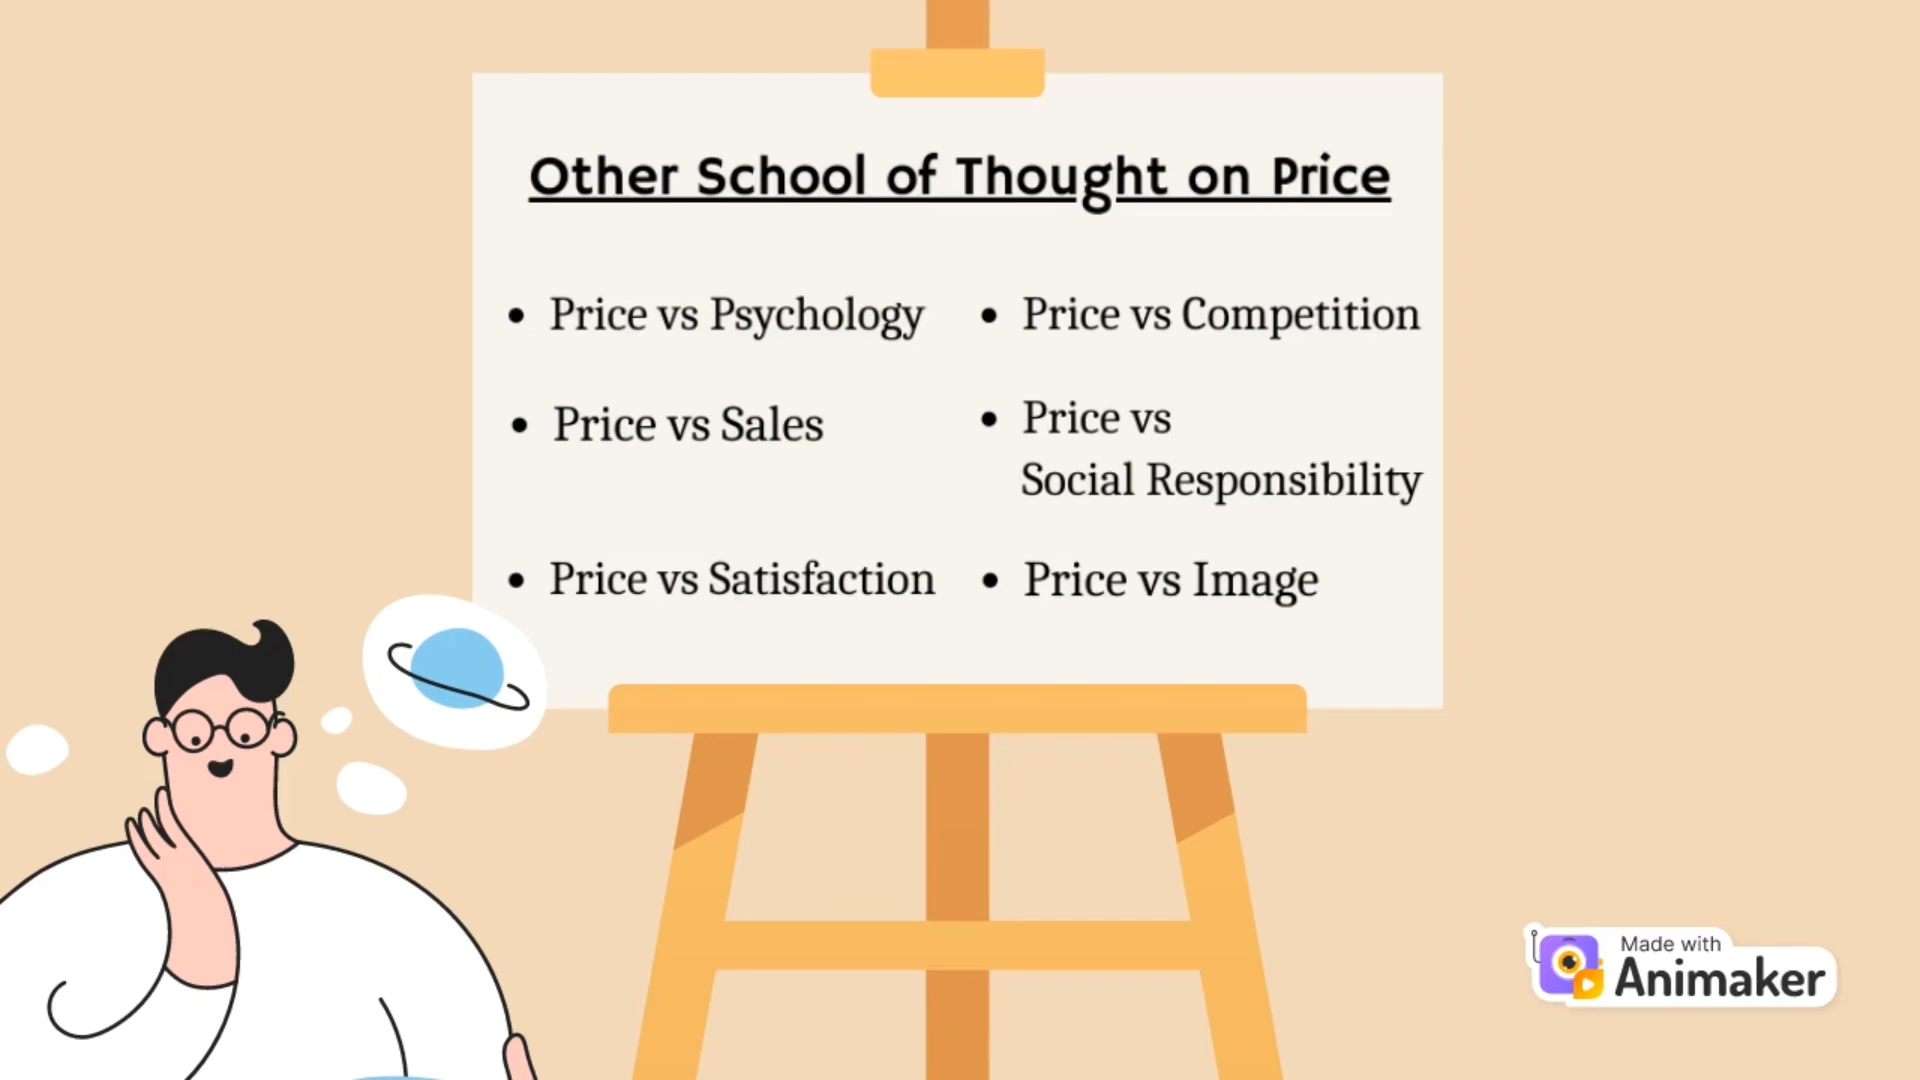 Other School of Thought on Price
• Price vs Psychology
• Price vs Sales
• Price vs Satisfaction
• Price vs Competition
• Price vs
Social Responsibility
• Price vs Image
Made with
Animaker